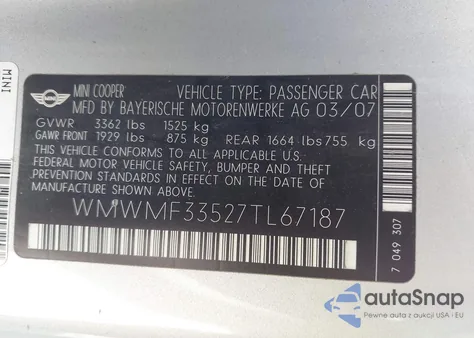 MINI
MINI COOPER VEHICLE TYPE: PASSENGER CAR
MFD BY BAYERISCHE MOTORENWERKE AG 03/07
GVWR 3362 lbs 1525 kg
GAWR FRONT 1929 lbs 875 kg REAR 1664 lbs 755 kg
THIS VEHICLE CONFORMS TO ALL APPLICABLE
FEDERAL MOTOR VEHICLE SAFETY, BUMPER AND THEFT
PREVENTION STANDARDS IN EFFECT ON THE DATE OF
MANUFACTURE SHOWN ABOVE.
WMWMF33527TL67187
7 049 307
MINI
autaSnap
Pewne auta z aukcji USA i EU